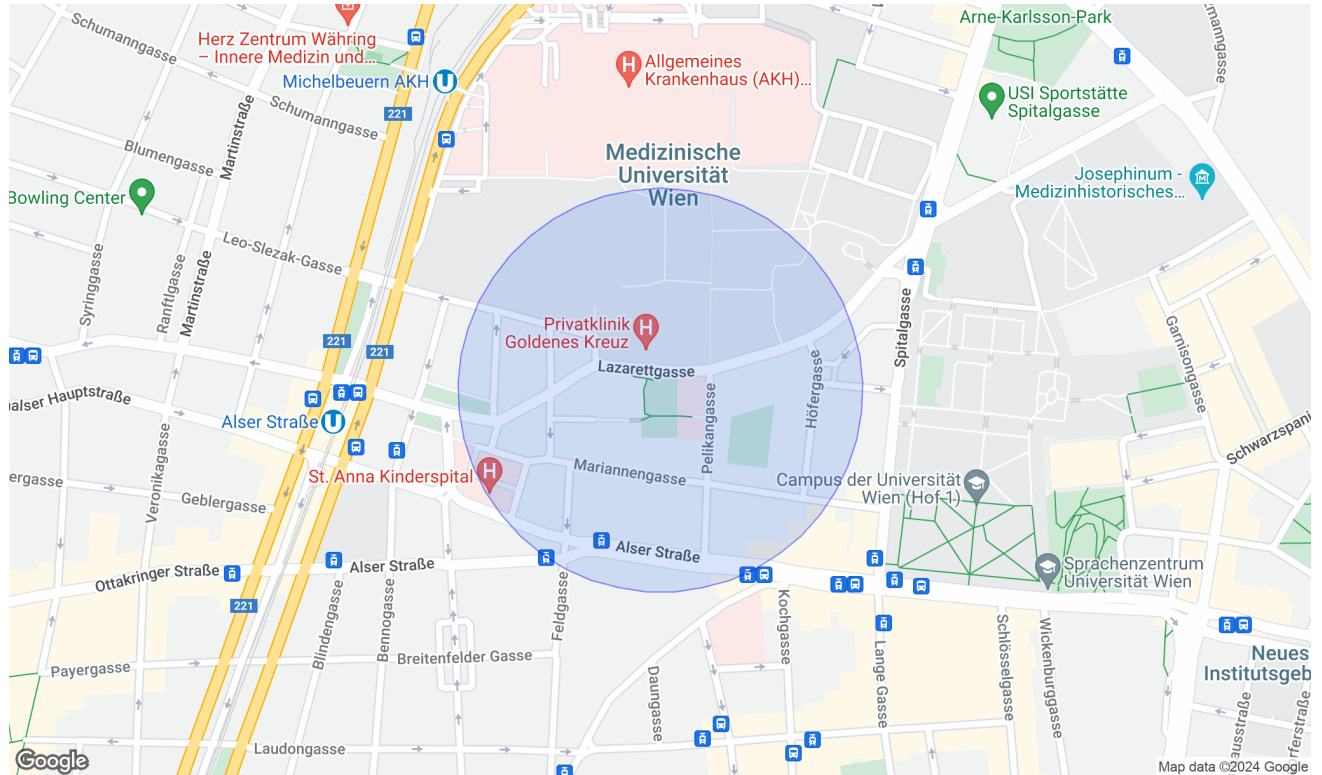 Arne-Karlsson-Park
Schumanngasse
Herz Zentrum Währing
– Innere Medizin und...
Allgemeines
Krankenhaus (AKH)...
Michelbeuern AKH
USI Sportstätte
Spitalgasse
Schumanngasse
221
Martinstraße
Blumengasse
Medizinische
Universität
Wien
Josephinum -
Medizinhistorisches...
Bowling Center
Leo-Slezak-Gasse
Syringgasse
Ranftlgasse
Martinstraße
221
221
Privatklinik
Goldenes Kreuz
Lazarettgasse
Spitalgasse
Garnisongasse
Höfergasse
Pelikangasse
alser Hauptstraße
Alser Straße
Veronikagasse
Schwarzspani
St. Anna Kinderspital
Mariannengasse
Campus der Universität
Wien (Hof 1)
ergasse
Geblergasse
Alser Straße
Alser Straße
Ottakringer Straße
Sprachenzentrum
Universität Wien
221
Blindengasse
Bennogasse
Feldgasse
Kochgasse
Lange Gasse
Schlösselgasse
Wickenburggasse
Payergasse
Breitenfelder Gasse
Daungasse
Neues
Institutsgeb
Laudongasse
Google
Map data ©2024 Google